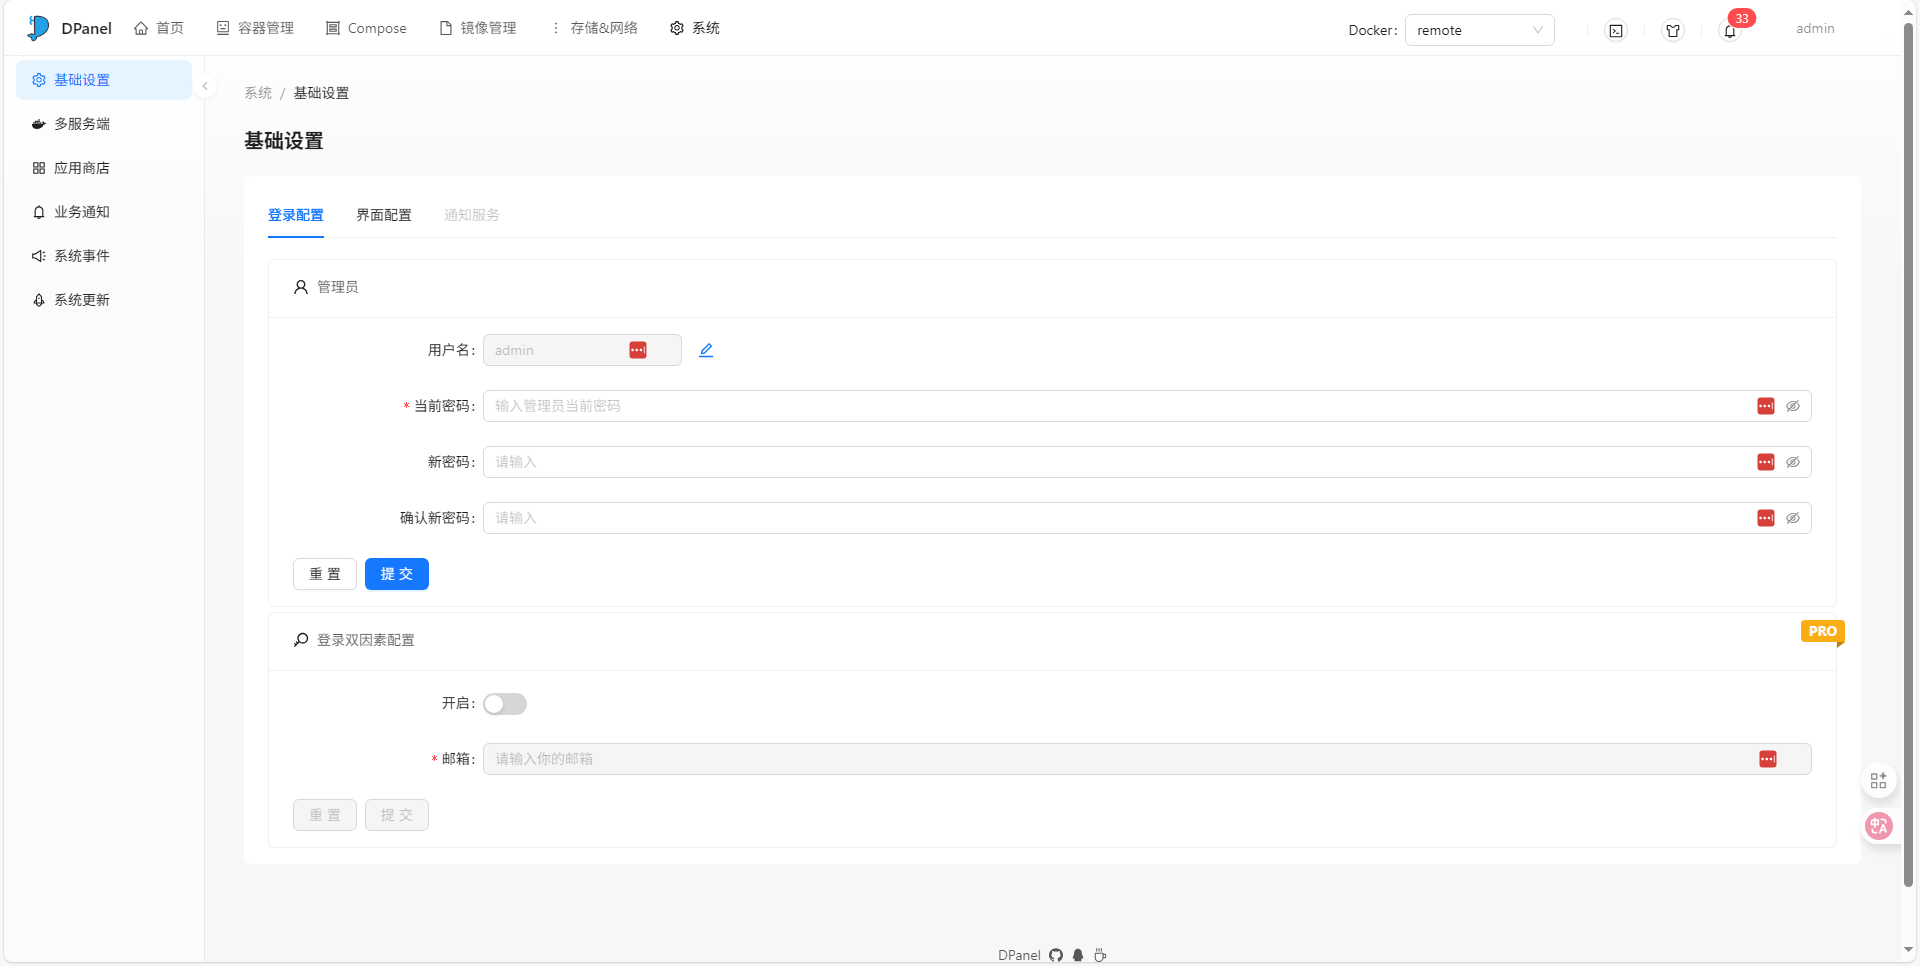 DPanel 首页 容器管理 Compose 镜像管理 存储&网络 系统 Docker: remote 33 admin
基础设置
多服务端
应用商店
业务通知
系统事件
系统更新
系统 / 基础设置
基础设置
登录配置 界面配置 通知服务
管理员
用户名: admin
* 当前密码: 输入管理员当前密码
新密码: 请输入
确认新密码: 请输入
重 置 提 交
登录双因素配置 PRO
开启:
* 邮箱: 请输入你的邮箱
重 置 提 交
DPanel